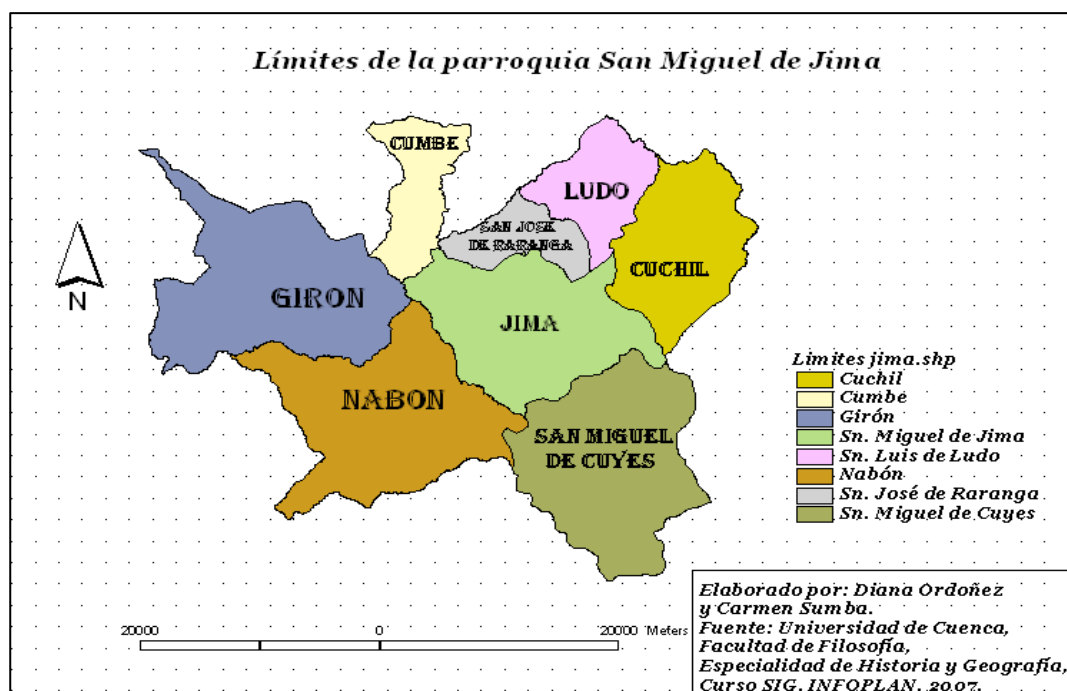 Límites de la parroquia San Miguel de Jima
CUMBE
LUDO
SAN JOSE
DE RARANGA
CUCHIL
N
GIRON
JIMA
NABON
SAN MIGUEL
DE CUYES
Limites jima.shp
Cuchil
Cumbe
Girón
Sn. Miguel de Jima
Sn. Luis de Ludo
Nabón
Sn. José de Raranga
Sn. Miguel de Cuyes
20000 0 20000 Meters
Elaborado por: Diana Ordoñez
y Carmen Sumba.
Fuente: Universidad de Cuenca,
Facultad de Filosofía,
Especialidad de Historia y Geografía,
Curso SIG. INFOPLAN. 2007.